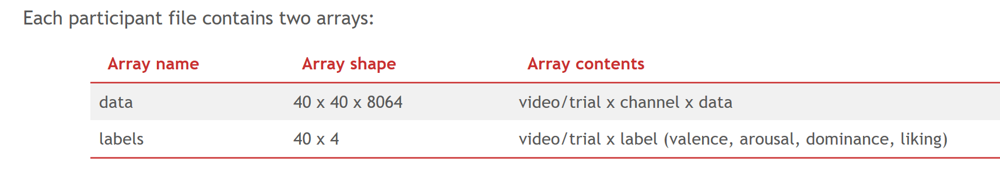 Each participant file contains two arrays:
Array name Array shape Array contents
data 40 x 40 x 8064 video/trial x channel x data
labels 40 x 4 video/trial x label (valence, arousal, dominance, liking)